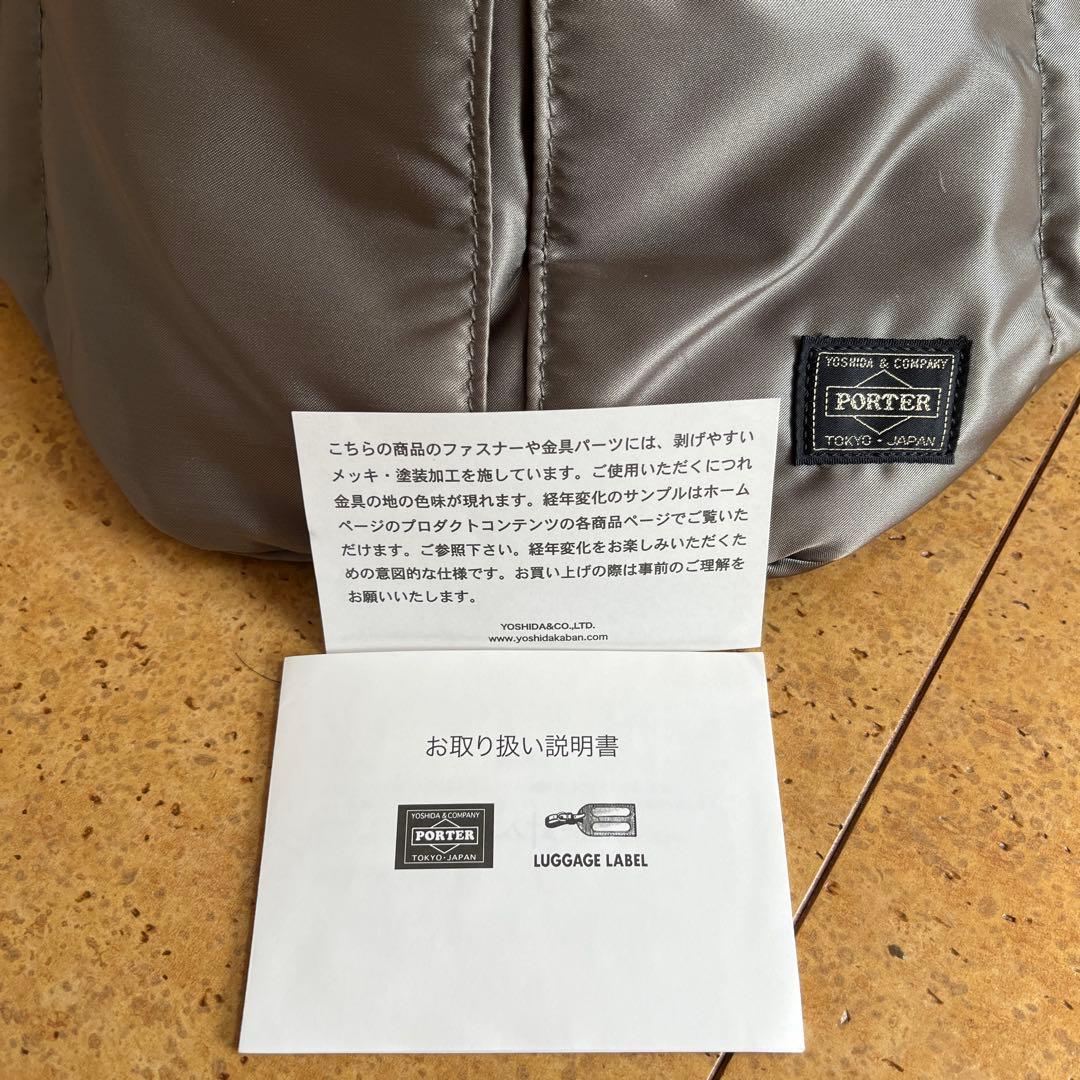 YOSHIDA & COMPANY
PORTER
TOKYO・JAPAN
こちらの商品のファスナーや金具パーツには、剥げやすい
メッキ・塗装加工を施しています。ご使用いただくにつれ
金具の地の色味が現れます。経年変化のサンプルはホーム
ページのプロダクトコンテンツの各商品ページでご覧いた
だけます。ご参照下さい。経年変化をお楽しみいただくた
めの意図的な仕様です。お買い上げの際は事前のご理解を
お願いいたします。
YOSHIDA&CO.,LTD.
www.yoshidakaban.com
お取り扱い説明書
YOSHIDA & COMPANY
PORTER
TOKYO・JAPAN
LUGGAGE LABEL